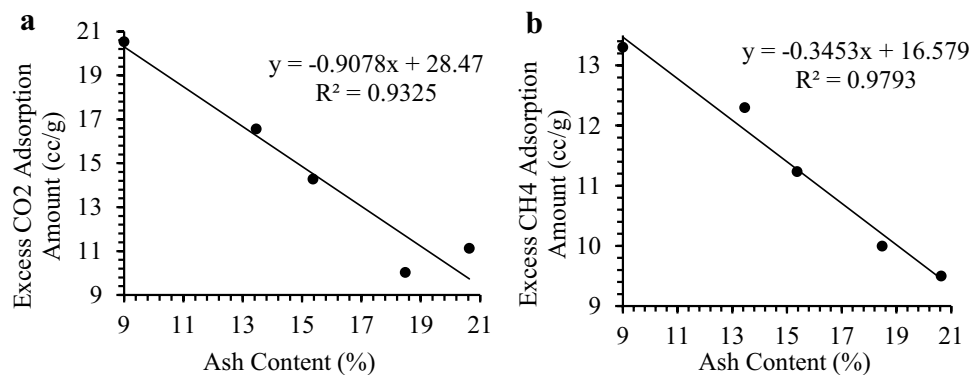 a
Excess CO2 Adsorption
Amount (cc/g)
21
19
17
15
13
11
9
y = -0.9078x + 28.47
R² = 0.9325
9 11 13 15 17 19 21
Ash Content (%)
b
Excess CH4 Adsorption
Amount (cc/g)
13
12
11
10
9
y = -0.3453x + 16.579
R² = 0.9793
9 11 13 15 17 19 21
Ash Content (%)